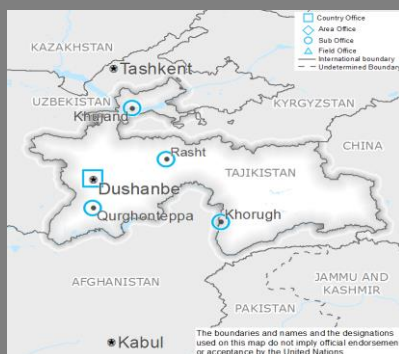 Country Office
Area Office
Sub Office
Field Office
International boundary
Undetermined Boundary
KAZAKHSTAN
Tashkent
UZBEKISTAN
KYRGYZSTAN
Khujand
CHINA
Rasht
TAJIKISTAN
Dushanbe
Qurghonteppa
Khorugh
AFGHANISTAN
JAMMU AND
KASHMIR
PAKISTAN
Kabul
The boundaries and names and the designations
used on this map do not imply official endorsement
or acceptance by the United Nations